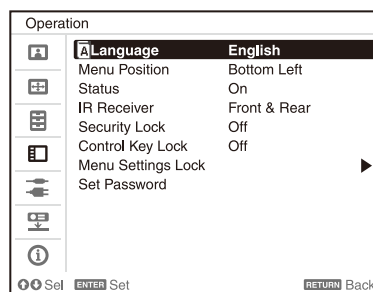 Operation
A Language English
Menu Position Bottom Left
Status On
IR Receiver Front & Rear
Security Lock Off
Control Key Lock Off
Menu Settings Lock
Set Password
Sel ENTER Set RETURN Back